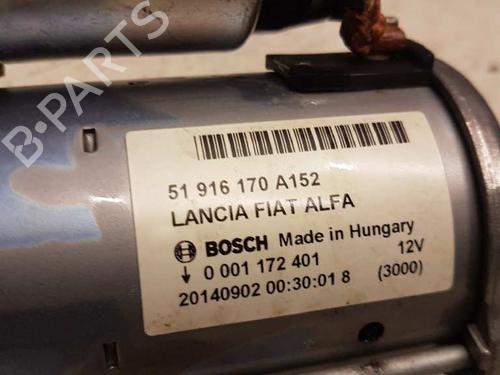 B-PARTS
51 916 170 A152
LANCIA FIAT ALFA
BOSCH Made in Hungary
0 001 172 401 12V
20140902 00:30:01 8 (3000)